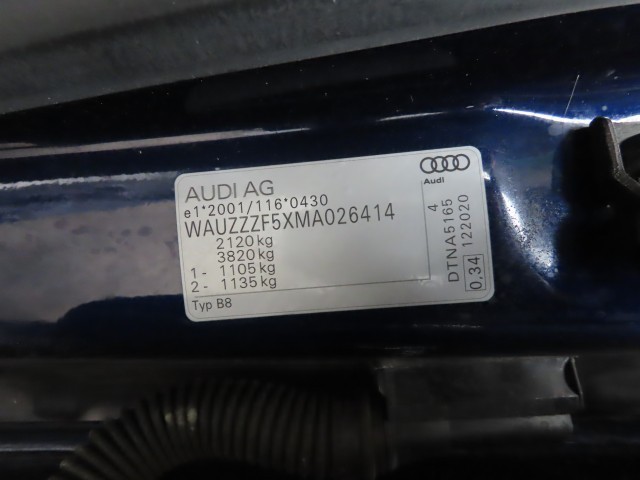 AUDI AG
e1*2001/116*0430
WAUZZZF5XMA026414
2120kg
3820kg
1- 1105kg
2- 1135kg
Typ B8
Audi
4
DTNA5165
122020
0,34